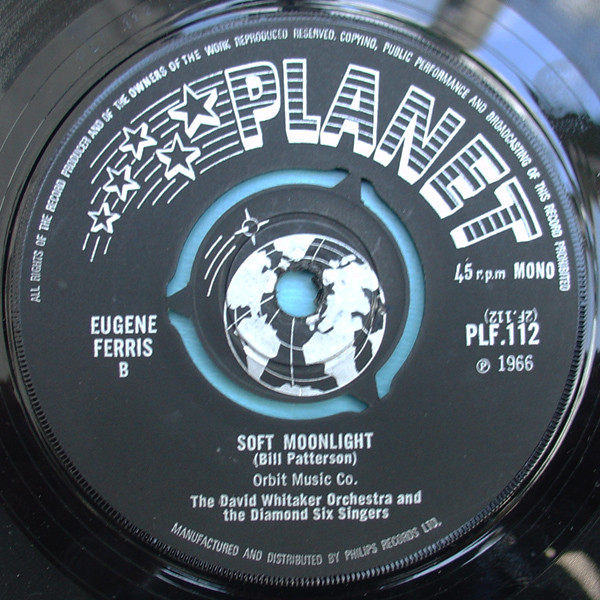 ALL RIGHTS OF THE RECORD PRODUCER AND OF THE OWNERS OF THE WORK REPRODUCED RESERVED. COPYING, PUBLIC PERFORMANCE AND BROADCASTING OF THIS RECORD PROHIBITED
PLANET
45 r.p.m MONO
EUGENE
FERRIS
B
(2F.112)
PLF.112
℗ 1966
SOFT MOONLIGHT
(Bill Patterson)
Orbit Music Co.
The David Whitaker Orchestra and
the Diamond Six Singers
MANUFACTURED AND DISTRIBUTED BY PHILIPS RECORDS LTD.